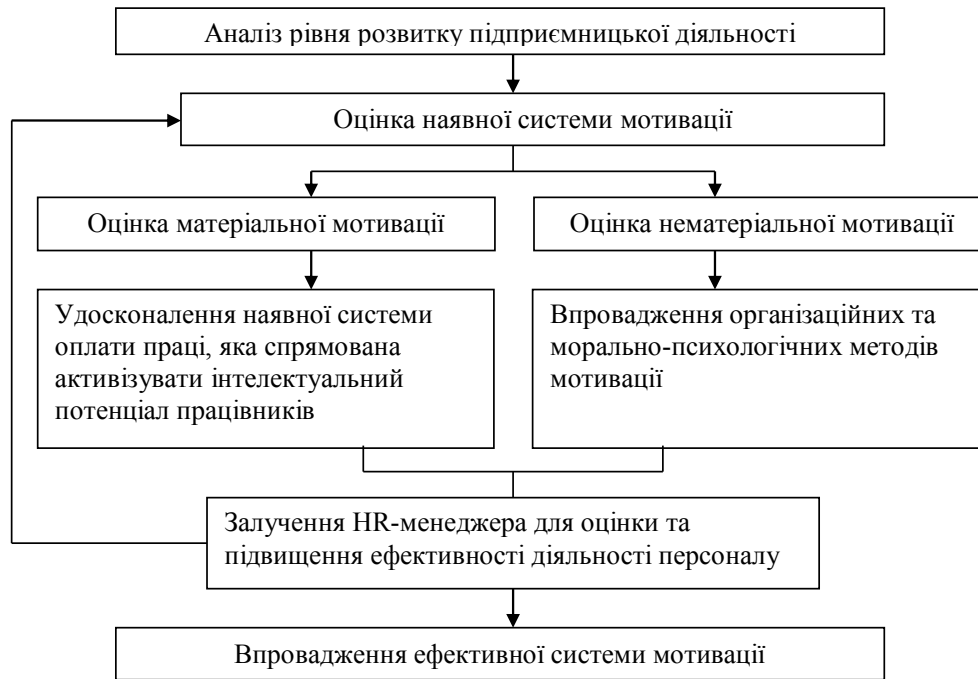 Аналіз рівня розвитку підприємницької діяльності
Оцінка наявної системи мотивації
Оцінка матеріальної мотивації
Оцінка нематеріальної мотивації
Удосконалення наявної системи
оплати праці, яка спрямована
активізувати інтелектуальний
потенціал працівників
Впровадження організаційних та
морально-психологічних методів
мотивації
Залучення HR-менеджера для оцінки та
підвищення ефективності діяльності персоналу
Впровадження ефективної системи мотивації